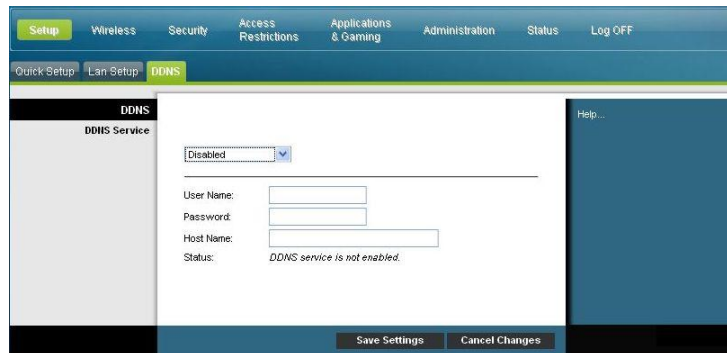 Setup Wireless Security Access Restrictions Applications & Gaming Administration Status Log OFF
Quick Setup Lan Setup DDNS
DDNS
DDNS Service
Help...
Disabled
User Name:
Password:
Host Name:
Status: DDNS service is not enabled.
Save Settings Cancel Changes